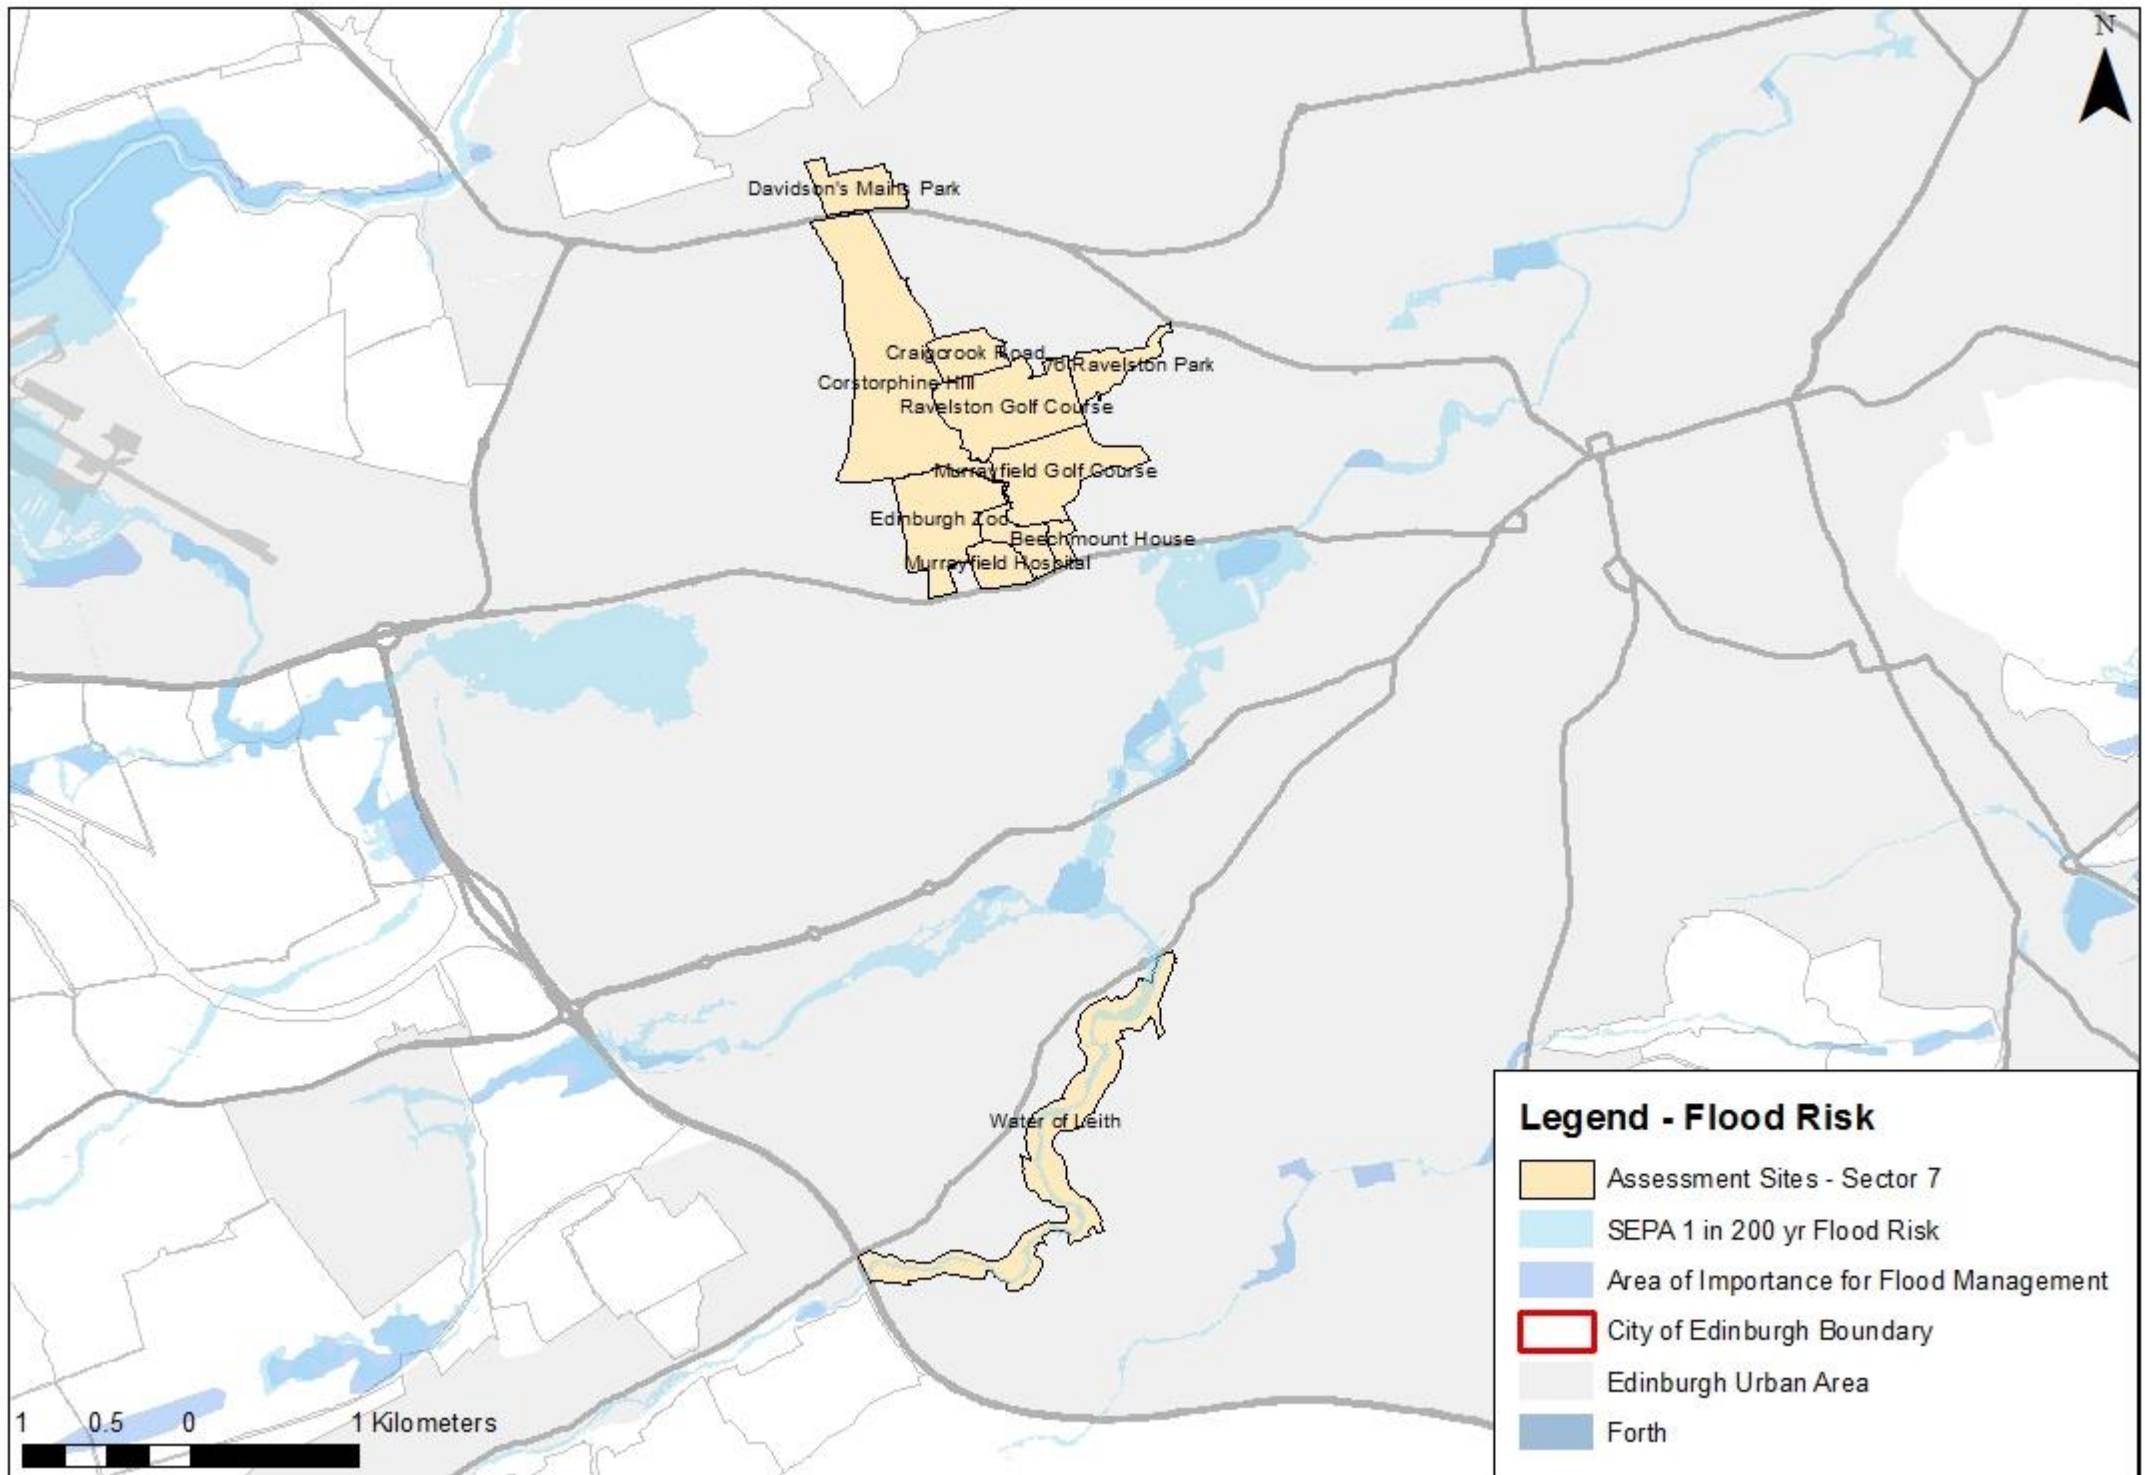 N
Davidson's Mains Park
Craigcrook Road
76 Ravelston Park
Corstorphine Hill
Ravelston Golf Course
Murrayfield Golf Course
Edinburgh Zoo
Beechmount House
Murrayfield Hospital
Water of Leith
Legend - Flood Risk
Assessment Sites - Sector 7
SEPA 1 in 200 yr Flood Risk
Area of Importance for Flood Management
City of Edinburgh Boundary
Edinburgh Urban Area
Forth
1 0.5 0 1 Kilometers